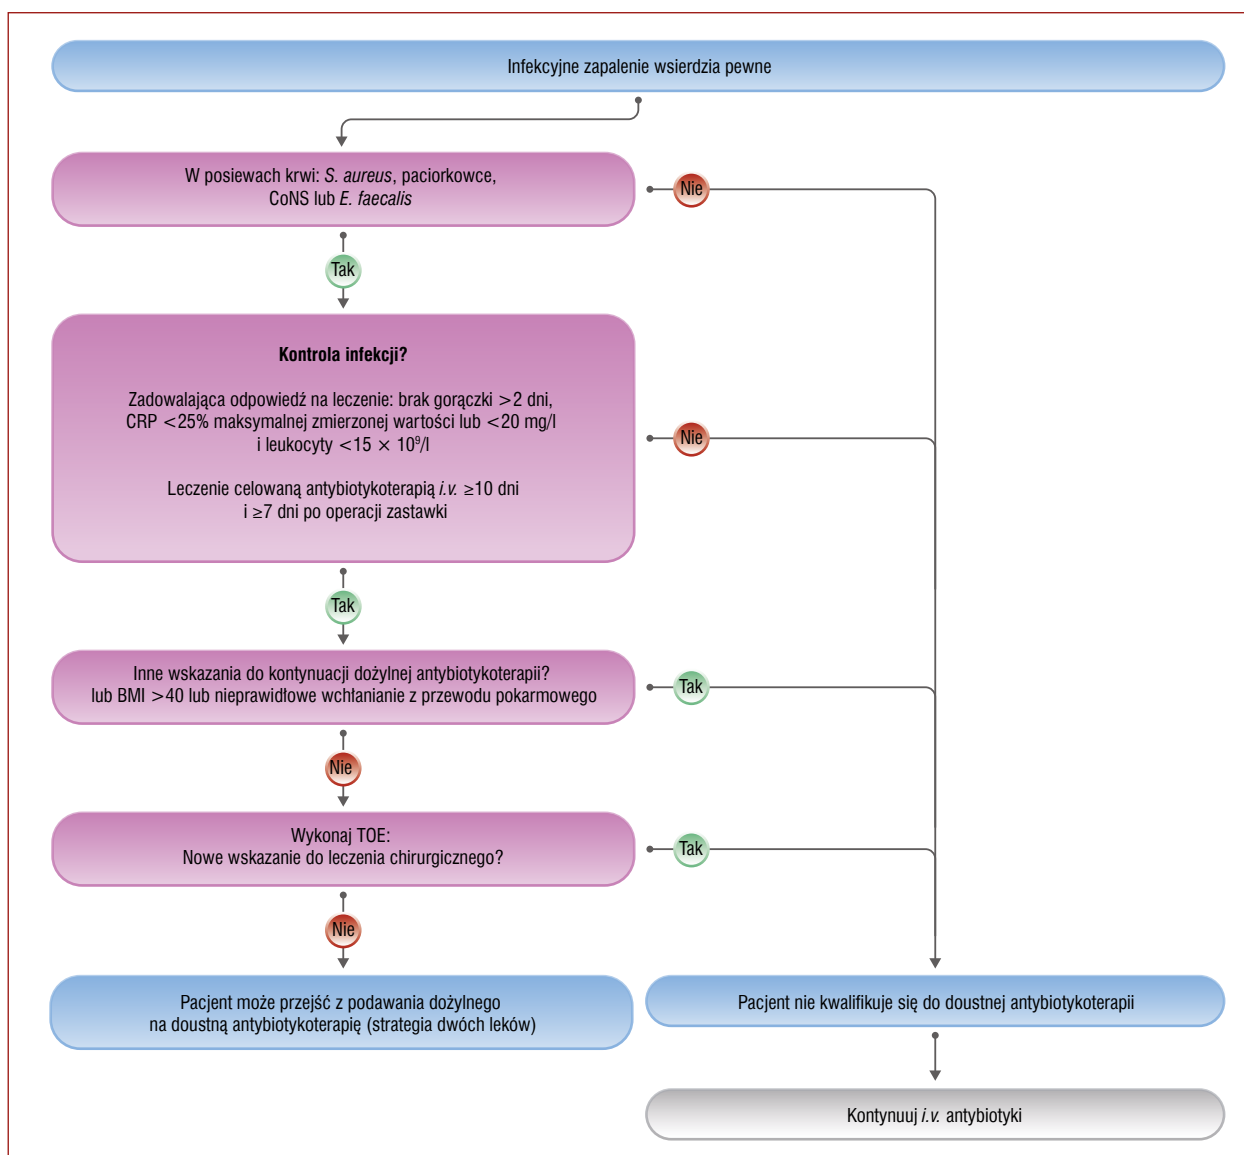 Infekcyjne zapalenie wsierdzia pewne
W posiewach krwi: S. aureus, paciorkowce,
CoNS lub E. faecalis
Nie
Tak
Kontrola infekcji?
Zadowalająca odpowiedź na leczenie: brak gorączki >2 dni,
CRP <25% maksymalnej zmierzonej wartości lub <20 mg/l
i leukocyty <15 × 10⁹/l
Leczenie celowaną antybiotykoterapią i.v. ≥10 dni
i ≥7 dni po operacji zastawki
Nie
Tak
Inne wskazania do kontynuacji dożylnej antybiotykoterapii?
lub BMI >40 lub nieprawidłowe wchłanianie z przewodu pokarmowego
Tak
Nie
Wykonaj TOE:
Nowe wskazanie do leczenia chirurgicznego?
Tak
Nie
Pacjent może przejść z podawania dożylnego
na doustną antybiotykoterapię (strategia dwóch leków)
Pacjent nie kwalifikuje się do doustnej antybiotykoterapii
Kontynuuj i.v. antybiotyki